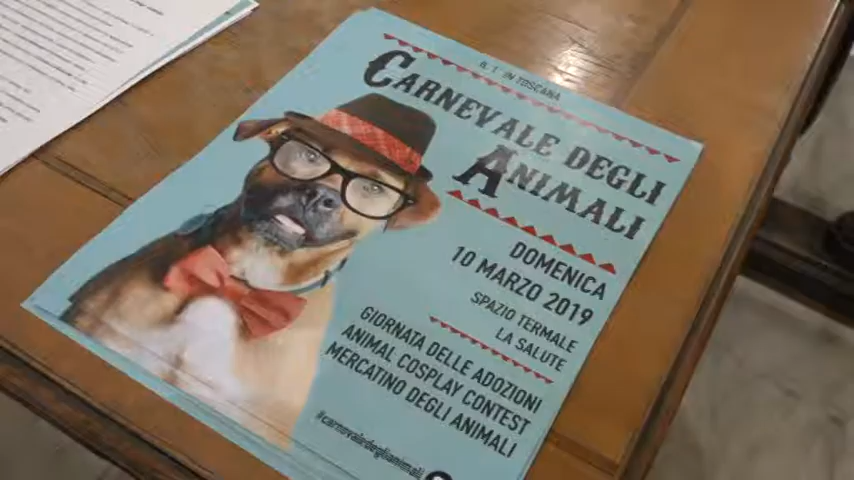 IL 1° IN TOSCANA
CARNEVALE DEGLI
ANIMALI
DOMENICA
10 MARZO 2019
SPAZIO TERMALE
LA SALUTE
GIORNATA DELLE ADOZIONI
ANIMAL COSPLAY CONTEST
MERCATINO DEGLI ANIMALI
#carnevaledeglianimali